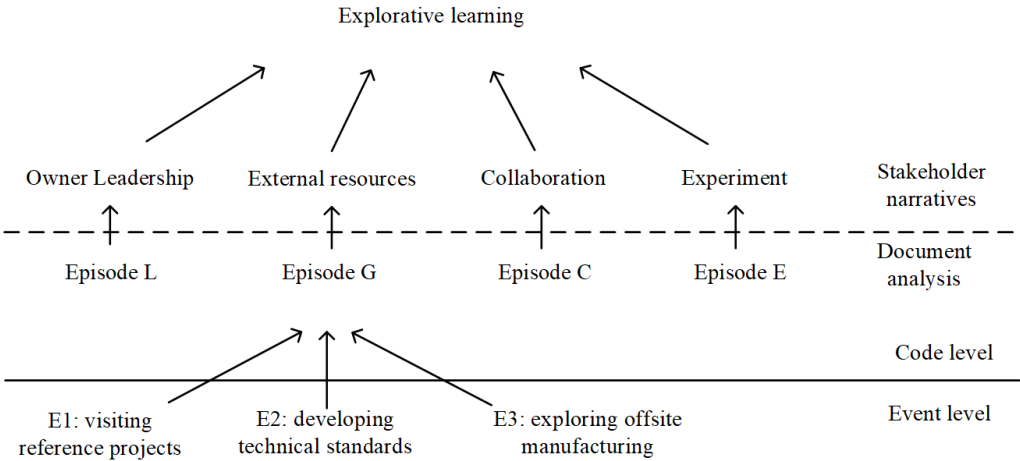 Explorative learning
Owner Leadership
External resources
Collaboration
Experiment
Stakeholder
narratives
Document
analysis
Episode L
Episode G
Episode C
Episode E
Code level
Event level
E1: visiting
reference projects
E2: developing
technical standards
E3: exploring offsite
manufacturing